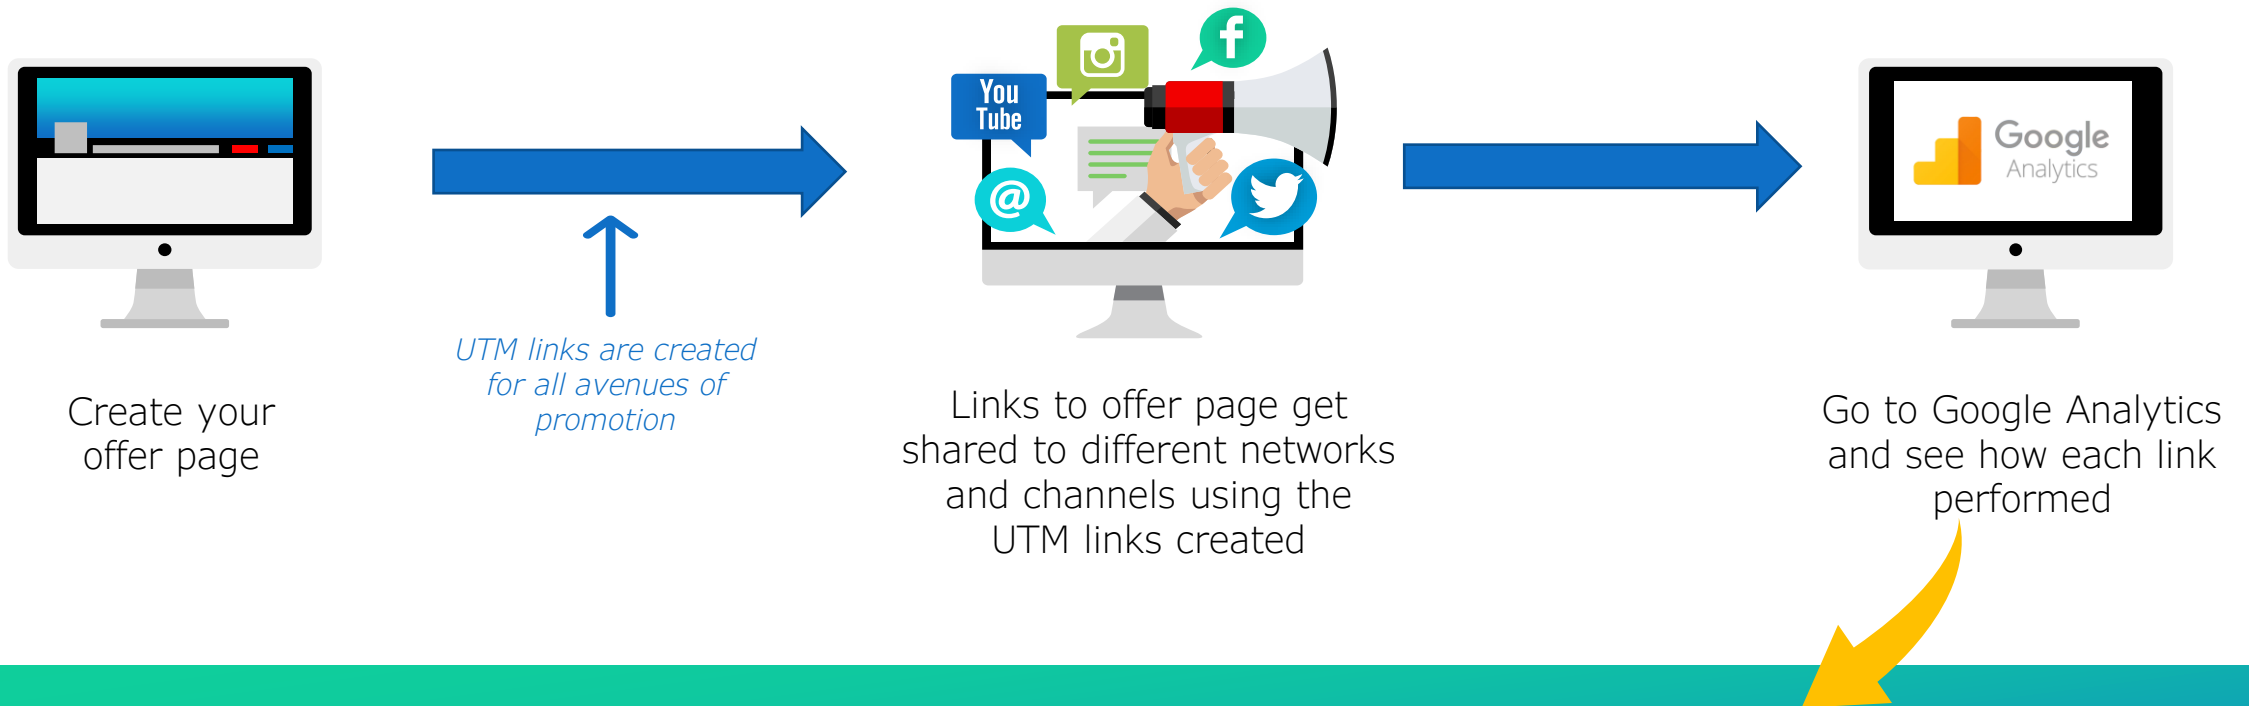 You
Tube
f
@
Google
Analytics
UTM links are created
for all avenues of
promotion
Create your
offer page
Links to offer page get
shared to different networks
and channels using the
UTM links created
Go to Google Analytics
and see how each link
performed